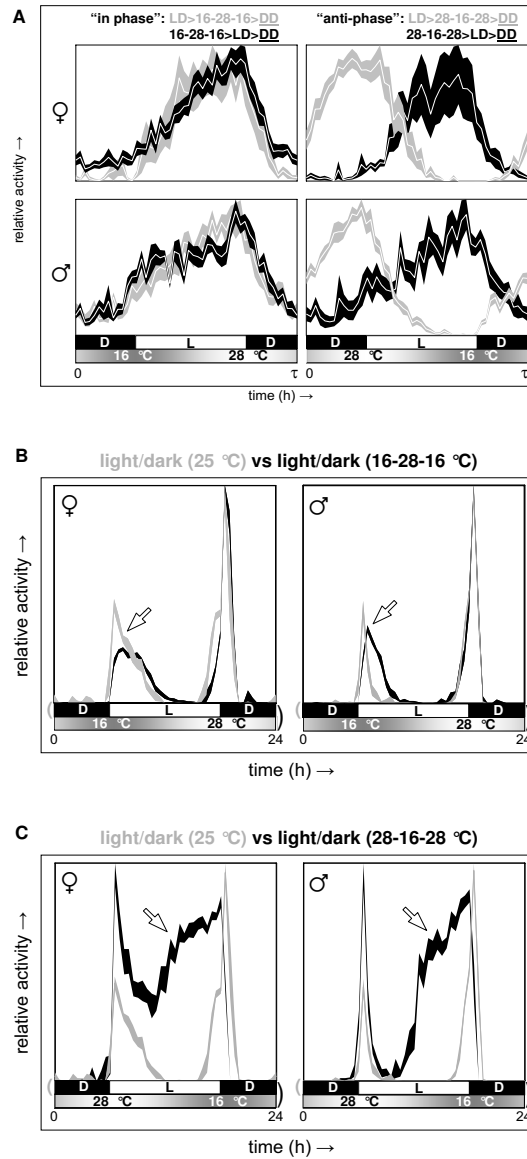 A
"in phase": LD>16-28-16>DD
16-28-16>LD>DD
"anti-phase": LD>28-16-28>DD
28-16-28>LD>DD
♀
relative activity →
♂
D L D
16 °C 28 °C
0 τ
D L D
28 °C 16 °C
0 τ
time (h) →
B
light/dark (25 °C) vs light/dark (16-28-16 °C)
♀
♂
relative activity →
( D L D )
16 °C 28 °C
0 24
( D L D )
16 °C 28 °C
0 24
time (h) →
C
light/dark (25 °C) vs light/dark (28-16-28 °C)
♀
♂
relative activity →
( D L D )
28 °C 16 °C
0 24
( D L D )
28 °C 16 °C
0 24
time (h) →